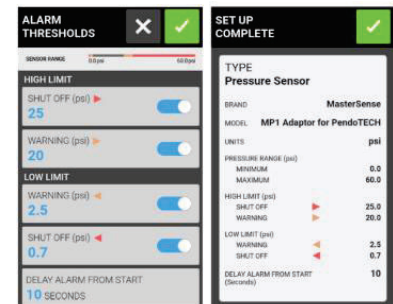 ALARM
THRESHOLDS
SENSOR RANGE 0.0 psi 60.0 psi
HIGH LIMIT
SHUT OFF (psi)
25
WARNING (psi)
20
LOW LIMIT
WARNING (psi)
2.5
SHUT OFF (psi)
0.7
DELAY ALARM FROM START
10 SECONDS
SET UP
COMPLETE
TYPE
Pressure Sensor
BRAND MasterSense
MODEL MP1 Adaptor for PendoTECH
UNITS psi
PRESSURE RANGE (psi)
MINIMUM 0.0
MAXIMUM 60.0
HIGH LIMIT (psi)
SHUT OFF 25.0
WARNING 20.0
LOW LIMIT (psi)
WARNING 2.5
SHUT OFF 0.7
DELAY ALARM FROM START 10
(Seconds)